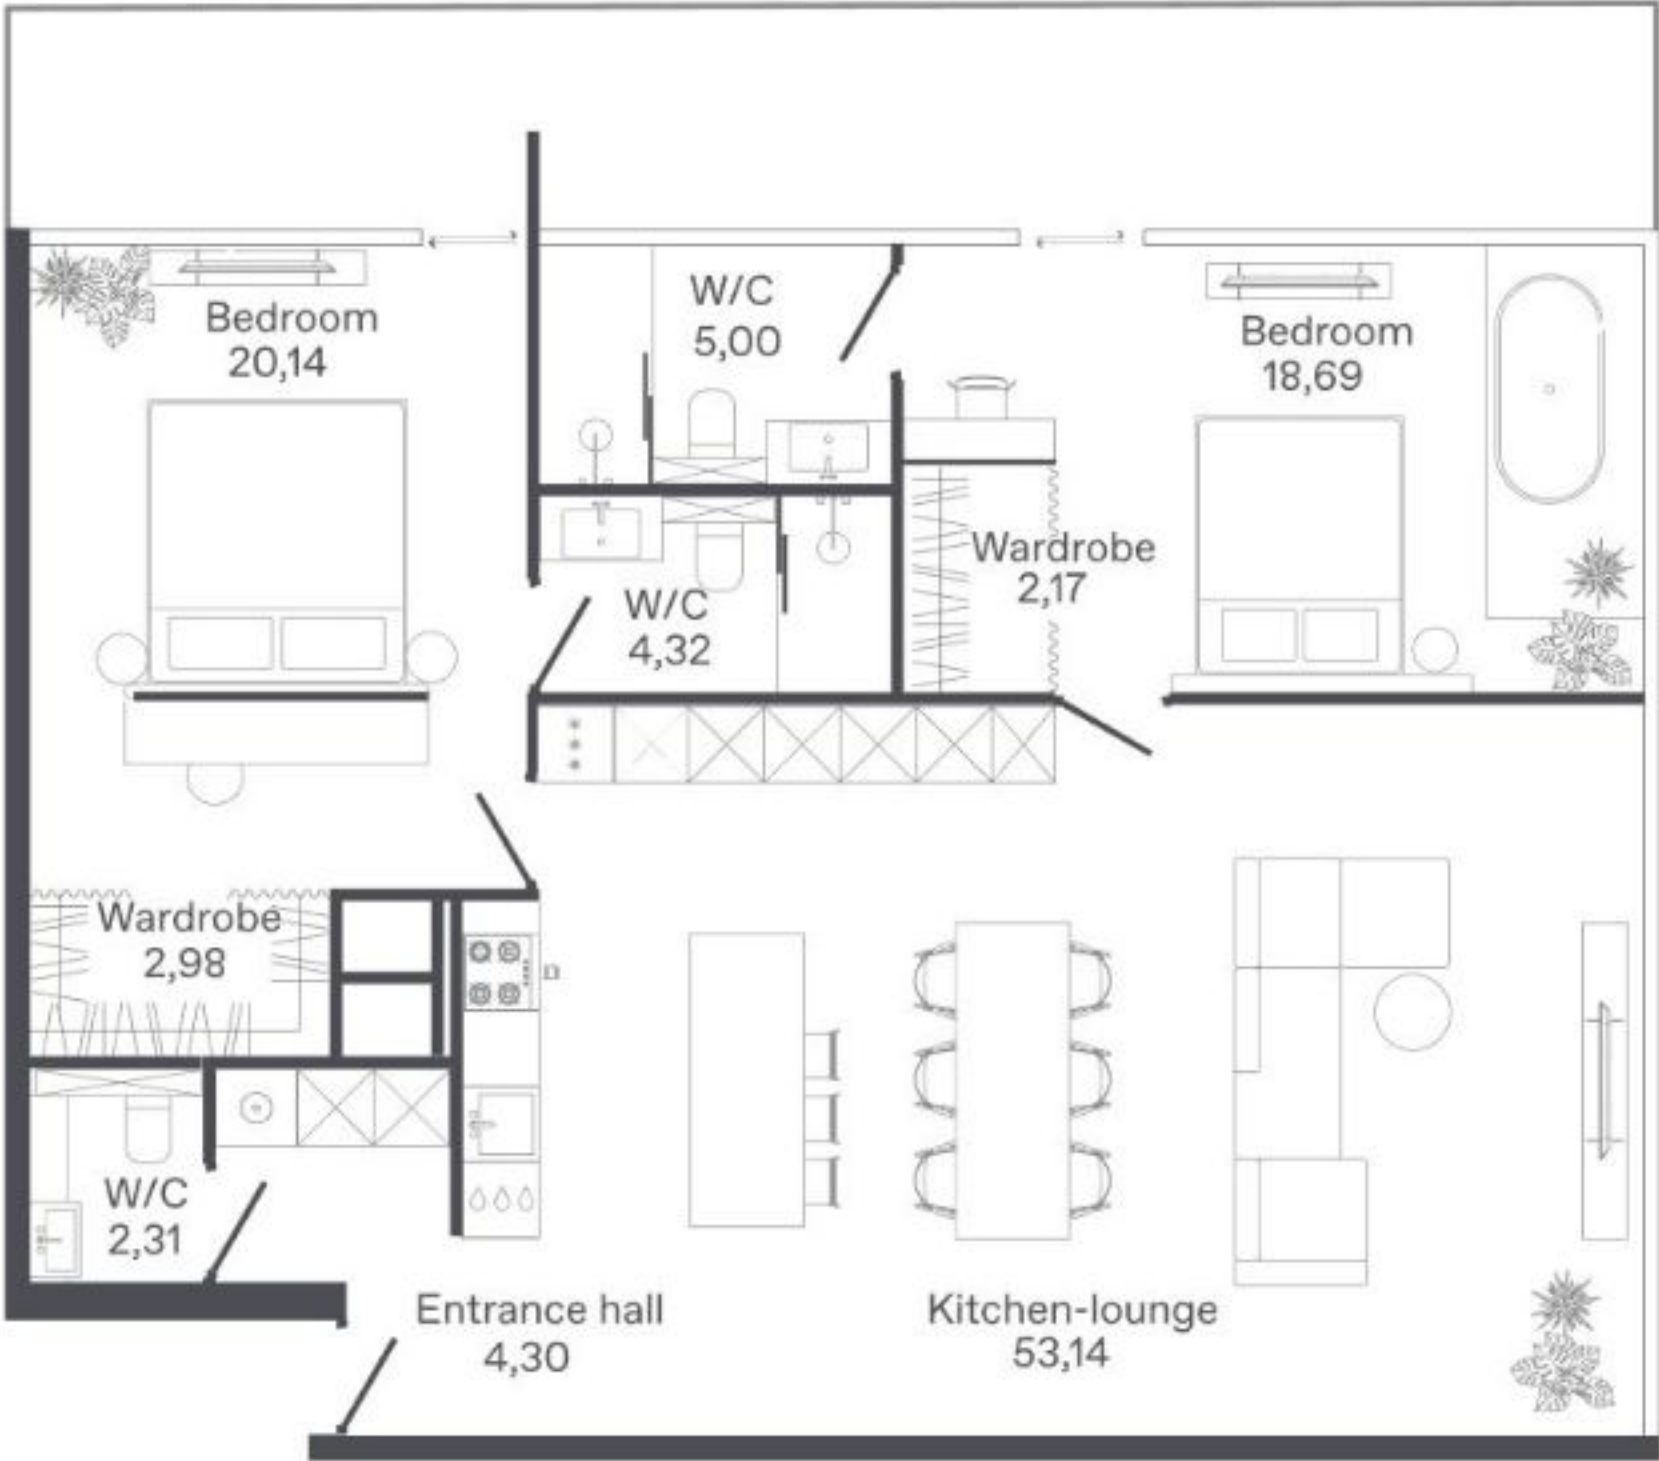 W/C
5,00
Bedroom
20,14
Bedroom
18,69
Wardrobe
2,17
W/C
4,32
Wardrobe
2,98
W/C
2,31
Entrance hall
4,30
Kitchen-lounge
53,14